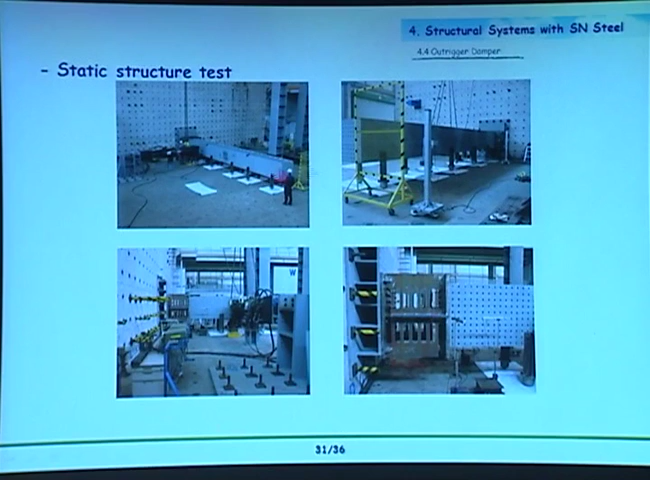 4. Structural Systems with SN Steel
4.4 Outrigger Damper
- Static structure test
W
31/36